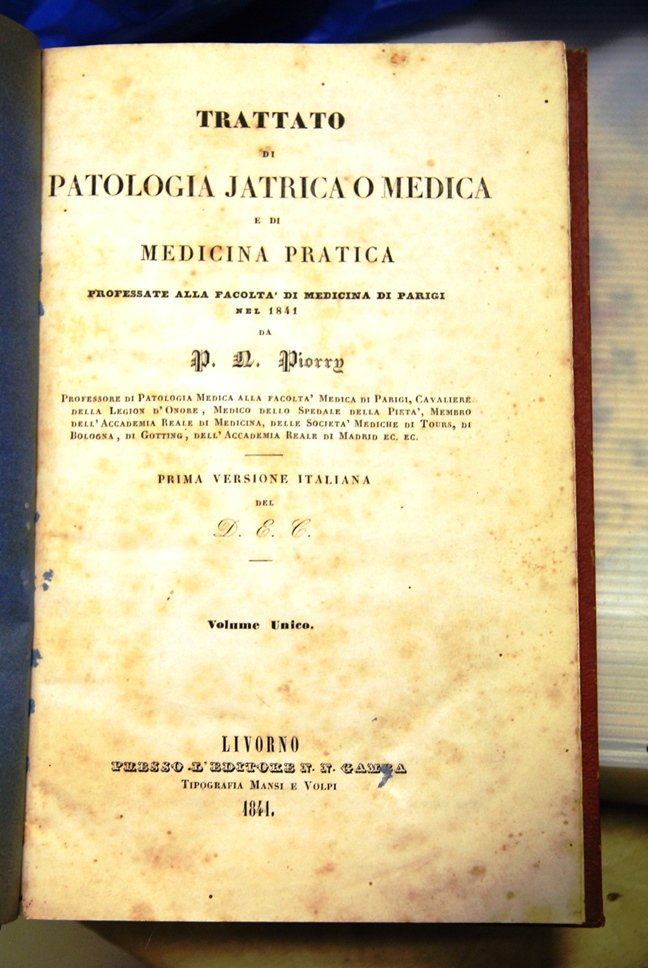 TRATTATO
DI
PATOLOGIA JATRICA O MEDICA
E DI
MEDICINA PRATICA
PROFESSATE ALLA FACOLTA' DI MEDICINA DI PARIGI
NEL 1841
DA
P. N. Piorry
PROFESSORE DI PATOLOGIA MEDICA ALLA FACOLTA' MEDICA DI PARIGI, CAVALIERE
DELLA LEGION D'ONORE, MEDICO DELLO SPEDALE DELLA PIETA', MEMBRO
DELL'ACCADEMIA REALE DI MEDICINA, DELLE SOCIETA' MEDICHE DI TOURS, DI
BOLOGNA, DI GOTTING, DELL'ACCADEMIA REALE DI MADRID EC. EC.
PRIMA VERSIONE ITALIANA
DEL
D. E. C.
Volume Unico.
LIVORNO
PRESSO L'EDITORE N. N. GAMBA
TIPOGRAFIA MANSI E VOLPI
1841.